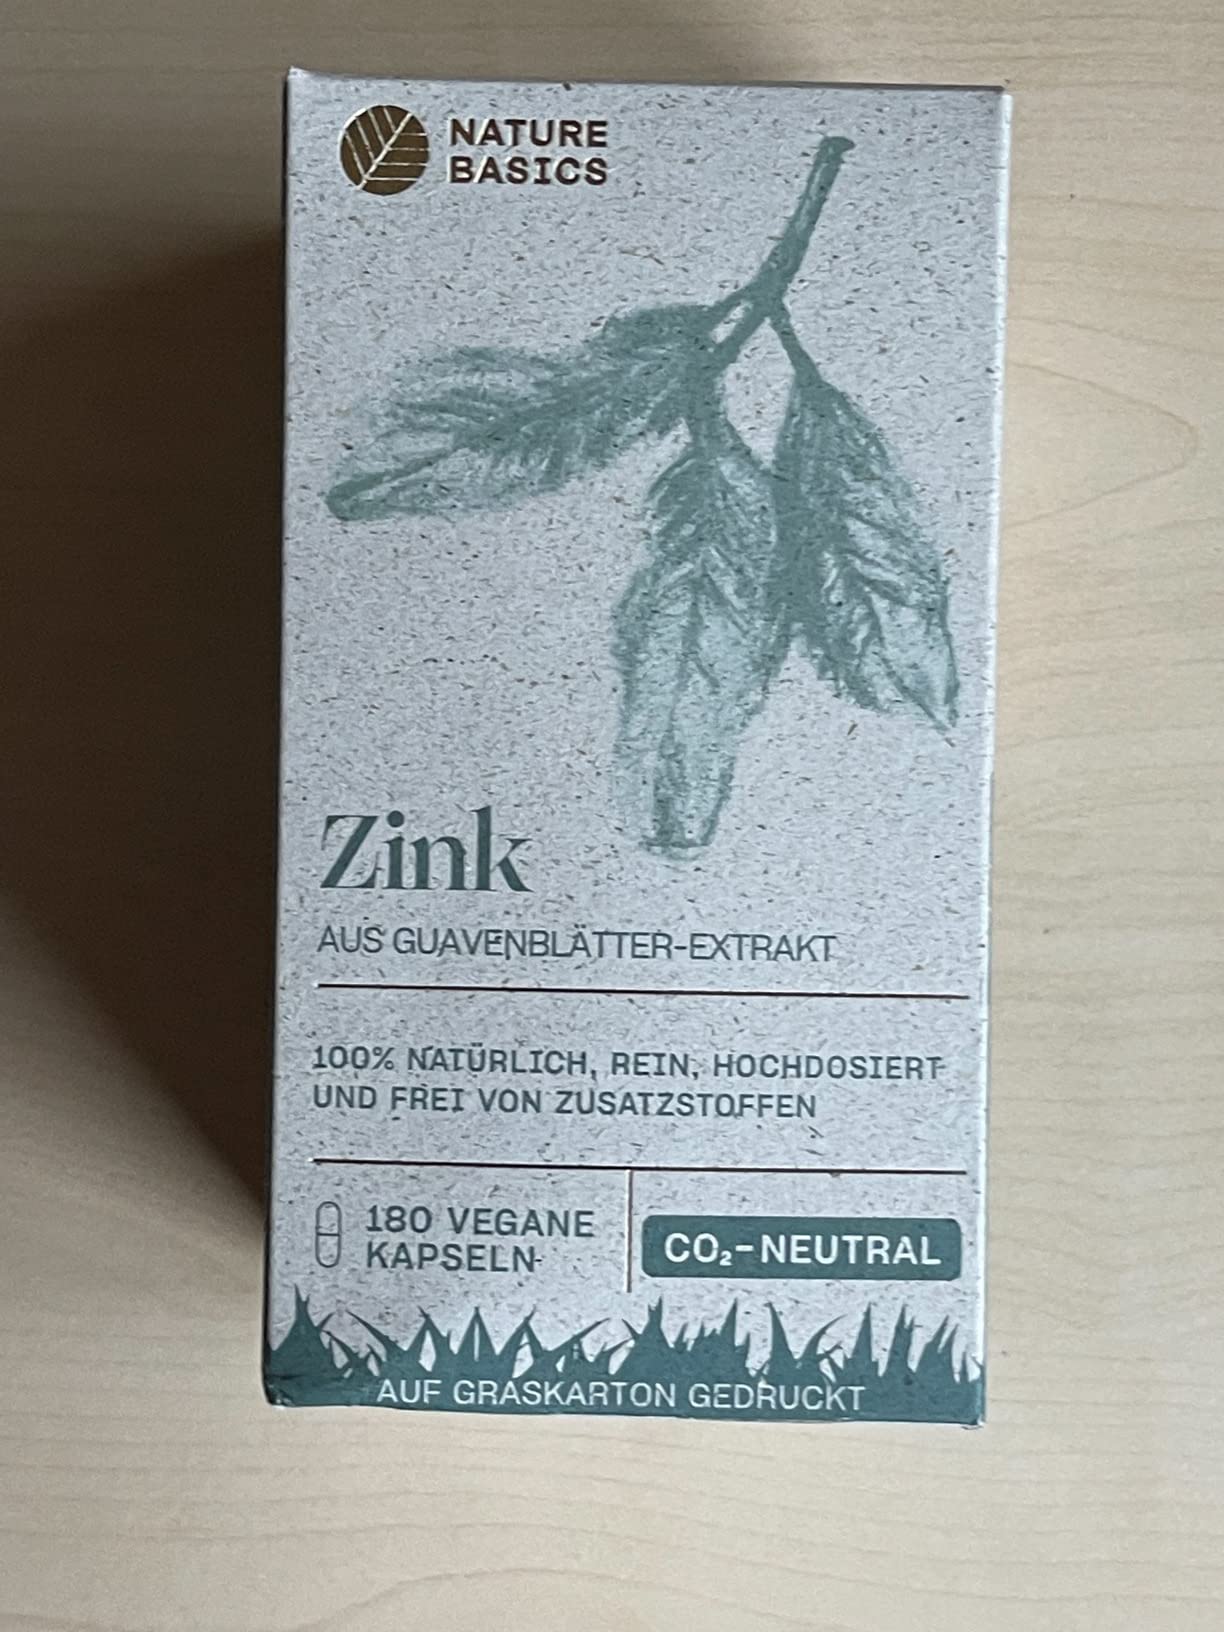 NATURE
BASICS
Zink
AUS GUAVENBLÄTTER-EXTRAKT
100% NATÜRLICH, REIN, HOCHDOSIERT
UND FREI VON ZUSATZSTOFFEN
180 VEGANE
KAPSELN
CO₂-NEUTRAL
AUF GRASKARTON GEDRUCKT